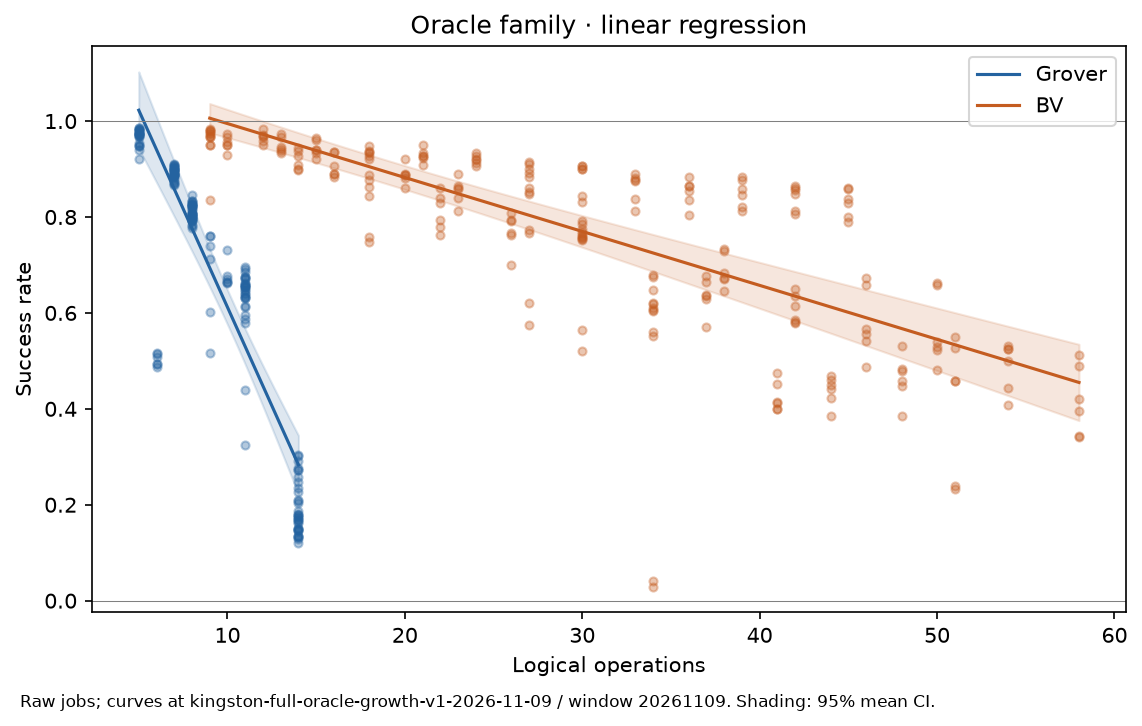 Oracle family · linear regression
Grover
BV
Success rate
1.0
0.8
0.6
0.4
0.2
0.0
10
20
30
40
50
60
Logical operations
Raw jobs; curves at kingston-full-oracle-growth-v1-2026-11-09 / window 20261109. Shading: 95% mean CI.